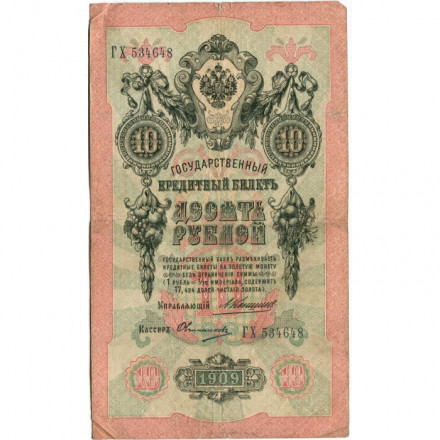 ГХ 534648
10 10
ГОСУДАРСТВЕННЫЙ
КРЕДИТНЫЙ БИЛЕТЪ
ДЕСЯТЬ
РУБЛЕЙ
ГОСУДАРСТВЕННЫЙ БАНКЪ РАЗМѢНИВАЕТЪ
КРЕДИТНЫЕ БИЛЕТЫ НА ЗОЛОТУЮ МОНЕТУ
БЕЗЪ ОГРАНИЧЕНІЯ СУММЫ
(1 РУБЛЬ = 1/15 ИМПЕРІАЛА, СОДЕРЖИТЪ
17,424 ДОЛЕЙ ЧИСТАГО ЗОЛОТА).
УПРАВЛЯЮЩІЙ
КАССИРЪ ГХ 534648
10 1909 10